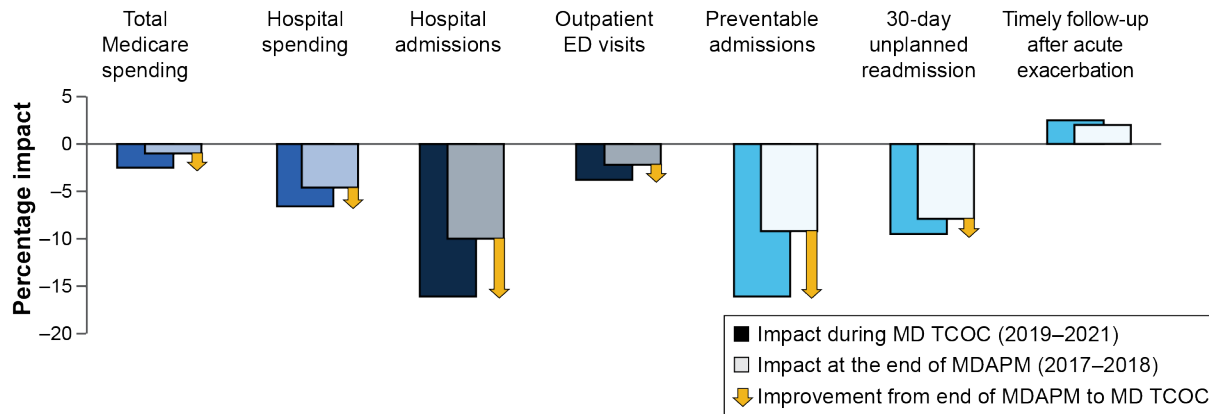 Total
Medicare
spending
Hospital
spending
Hospital
admissions
Outpatient
ED visits
Preventable
admissions
30-day
unplanned
readmission
Timely follow-up
after acute
exacerbation
Percentage impact
5
0
–5
–10
–15
–20
Impact during MD TCOC (2019–2021)
Impact at the end of MDAPM (2017–2018)
Improvement from end of MDAPM to MD TCOC